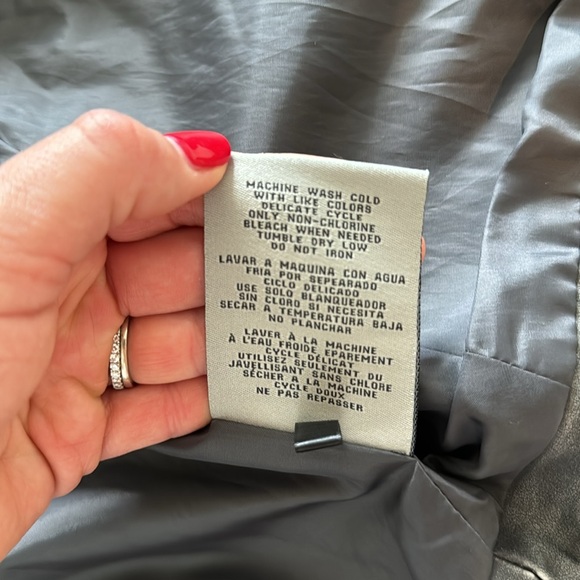 MACHINE WASH COLD
WITH LIKE COLORS
DELICATE CYCLE
ONLY NON-CHLORINE
BLEACH WHEN NEEDED
TUMBLE DRY LOW
DO NOT IRON
LAVAR A MAQUINA CON AGUA
FRIA POR SEPEARADO
CICLO DELICADO
USE SOLO BLANQUEADOR
SIN CLORO SI NECESITA
SECAR A TEMPERATURA BAJA
NO PLANCHAR
LAVER À LA MACHINE
À L'EAU FROIDE EPAREMENT
CYCLE DÉLICAT
UTILISEZ SEULEMENT DU
JAVELLISANT SANS CHLORE
SÉCHER A LA MACHINE
CYCLE DOUX
NE PAS REPASSER